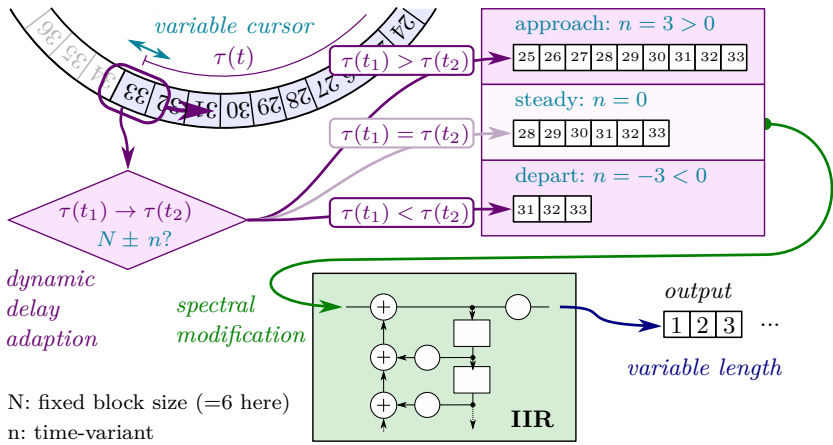 variable cursor
τ(t)
36
35
34
33
32
31
30
29
28
27
25
24
τ(t₁) > τ(t₂)
τ(t₁) = τ(t₂)
τ(t₁) < τ(t₂)
approach: n = 3 > 0
25 26 27 28 29 30 31 32 33
steady: n = 0
28 29 30 31 32 33
depart: n = −3 < 0
31 32 33
τ(t₁) → τ(t₂)
N ± n?
dynamic
delay
adaption
spectral
modification
+
+
+
IIR
output
1 2 3 ...
variable length
N: fixed block size (=6 here)
n: time-variant